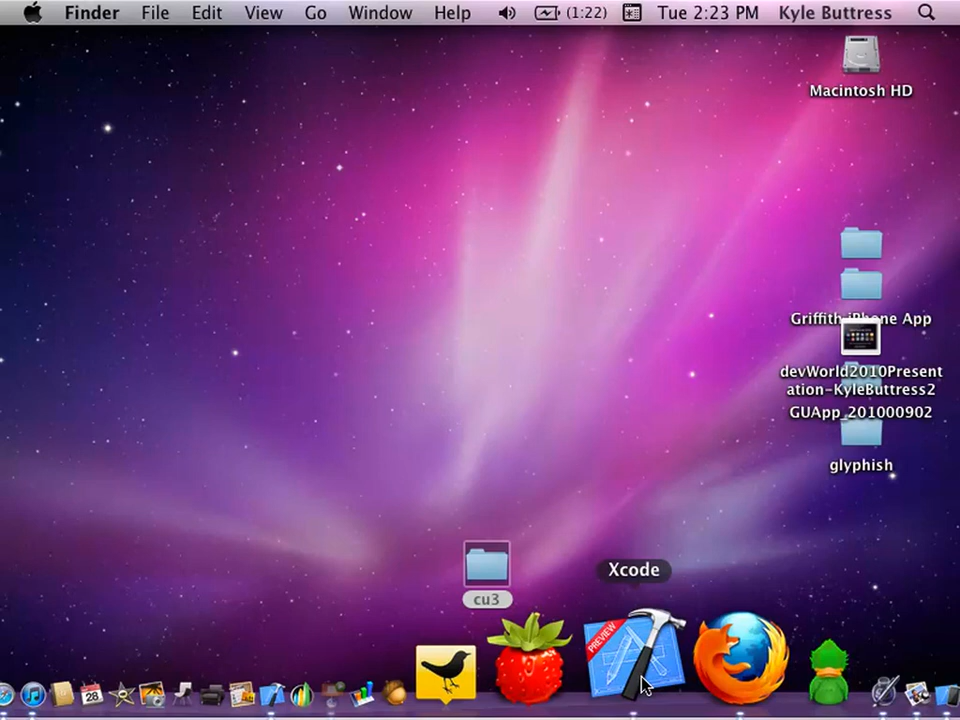 Finder File Edit View Go Window Help (1:22) Tue 2:23 PM Kyle Buttress
Macintosh HD
Griffith iPhone App
devWorld2010Present
ation-KyleButtress2
GUApp_201000902
glyphish
cu3
Xcode
PREVIEW
28